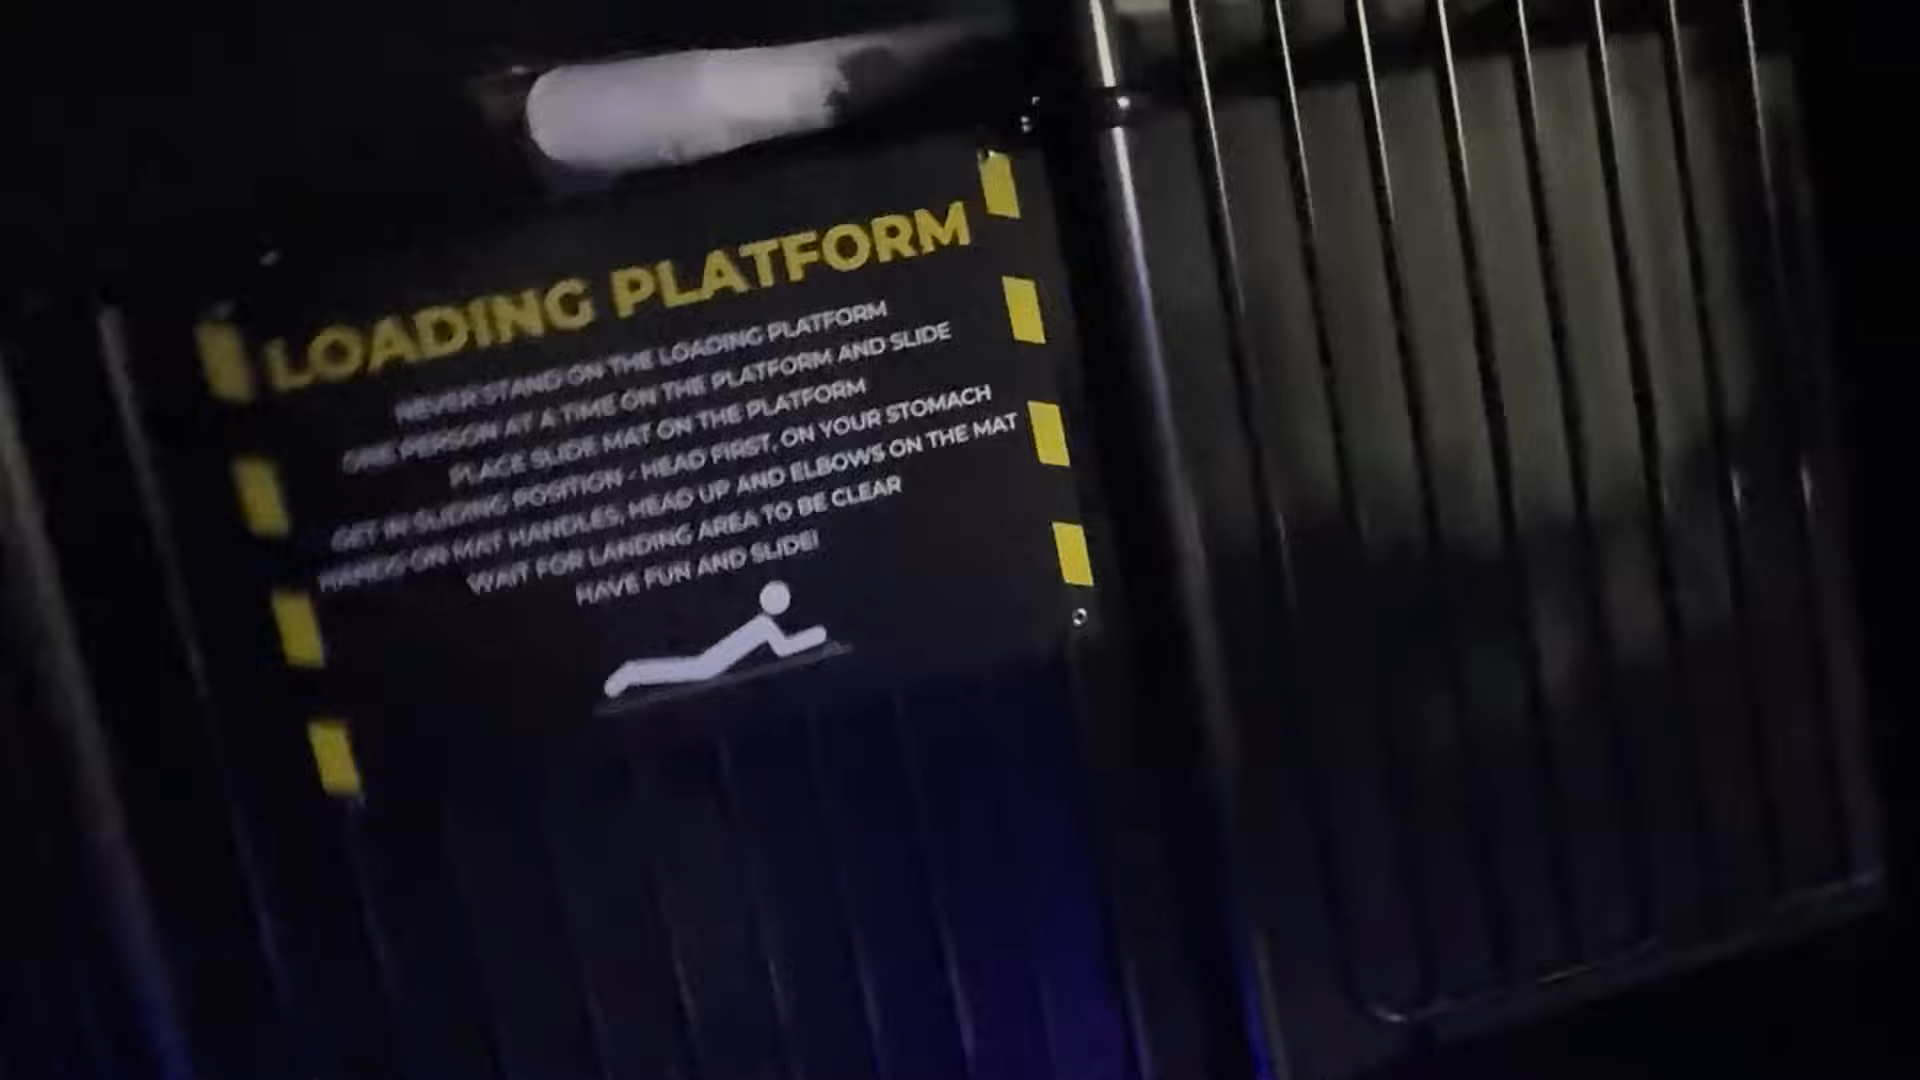 LOADING PLATFORM
NEVER STAND ON THE LOADING PLATFORM
ONE PERSON AT A TIME ON THE PLATFORM AND SLIDE
PLACE SLIDE MAT ON THE PLATFORM
GET IN SLIDING POSITION - HEAD FIRST, ON YOUR STOMACH
HANDS ON MAT HANDLES, HEAD UP AND ELBOWS ON THE MAT
WAIT FOR LANDING AREA TO BE CLEAR
HAVE FUN AND SLIDE!